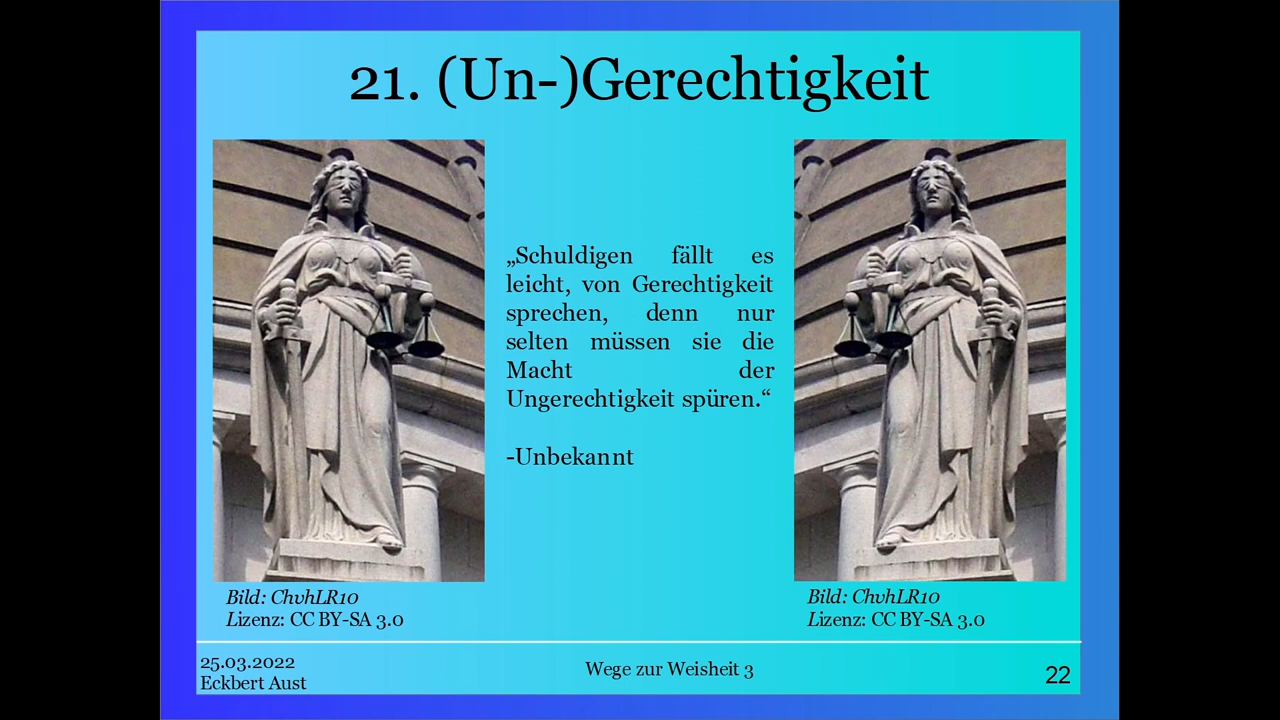 21. (Un-)Gerechtigkeit
„Schuldigen fällt es
leicht, von Gerechtigkeit
sprechen, denn nur
selten müssen sie die
Macht der
Ungerechtigkeit spüren.“
-Unbekannt
Bild: ChvhLR10
Lizenz: CC BY-SA 3.0
Bild: ChvhLR10
Lizenz: CC BY-SA 3.0
25.03.2022
Eckbert Aust
Wege zur Weisheit 3
22